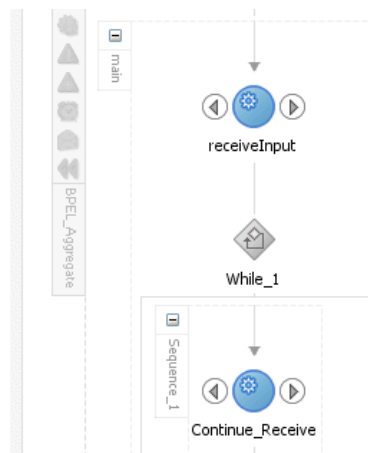 main
receiveInput
BPEL_Aggregate
While_1
Sequence_1
Continue_Receive